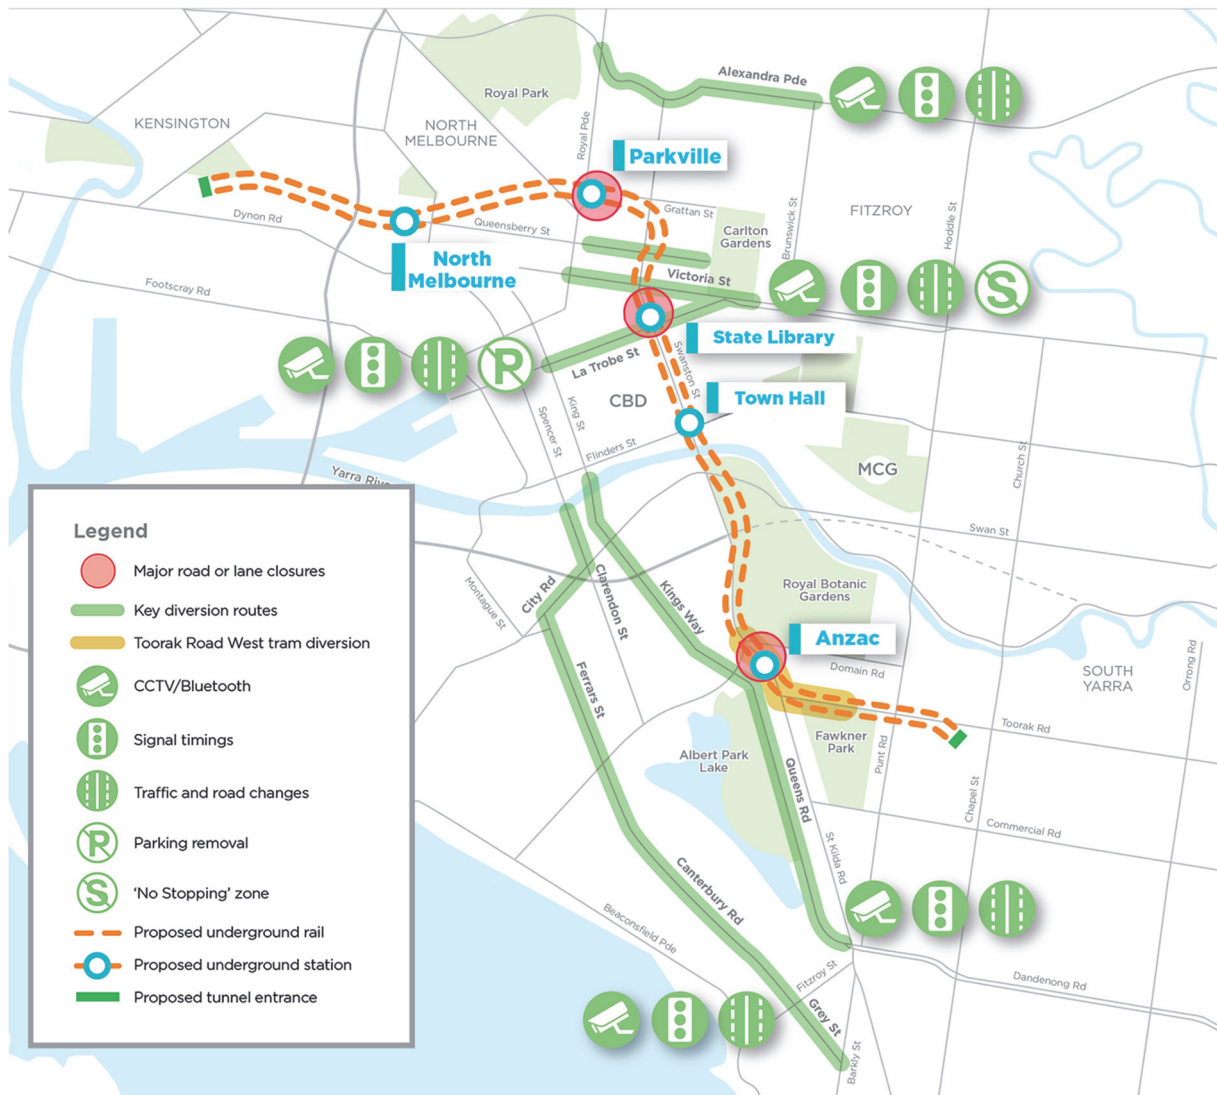 Alexandra Pde
Royal Park
KENSINGTON
NORTH
MELBOURNE
Royal Pde
Parkville
Dynon Rd
Queensberry St
Grattan St
Carlton
Gardens
Brunswick St
FITZROY
Hoddle St
North
Melbourne
Victoria St
Footscray Rd
S
State Library
P
La Trobe St
Swanston St
CBD
Town Hall
Spencer St
King St
Flinders St
MCG
Church St
Swan St
Montague St
City Rd
Clarendon St
Kings Way
Royal Botanic
Gardens
Anzac
Domain Rd
SOUTH
YARRA
Orrong Rd
Ferrars St
Toorak Rd
Albert Park
Lake
Fawkner
Park
Punt Rd
Queens Rd
Chapel St
Commercial Rd
St Kilda Rd
Canterbury Rd
Beaconsfield Pde
Fitzroy St
Dandenong Rd
Grey St
Barkly St
Legend
Major road or lane closures
Key diversion routes
Toorak Road West tram diversion
CCTV/Bluetooth
Signal timings
Traffic and road changes
P
Parking removal
S
'No Stopping' zone
Proposed underground rail
Proposed underground station
Proposed tunnel entrance